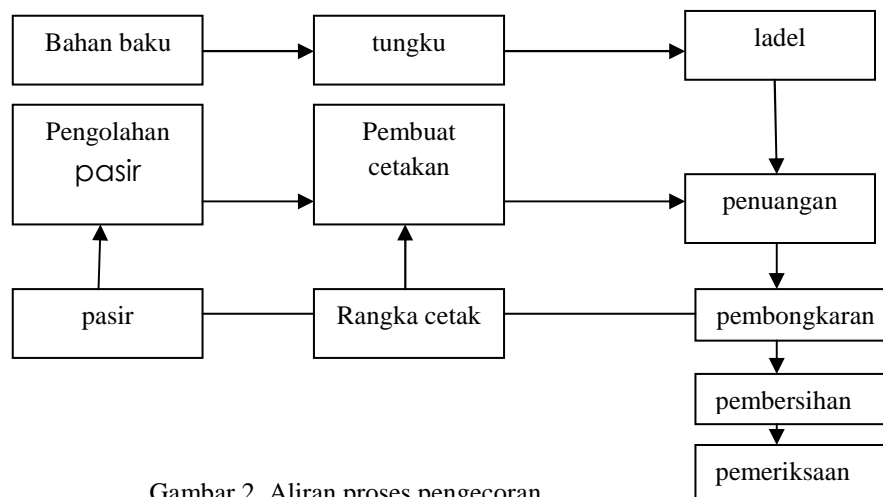 Bahan baku
tungku
ladel
Pengolahan
pasir
Pembuat
cetakan
penuangan
pasir
Rangka cetak
pembongkaran
pembersihan
pemeriksaan
Gambar 2. Aliran proses pengecoran